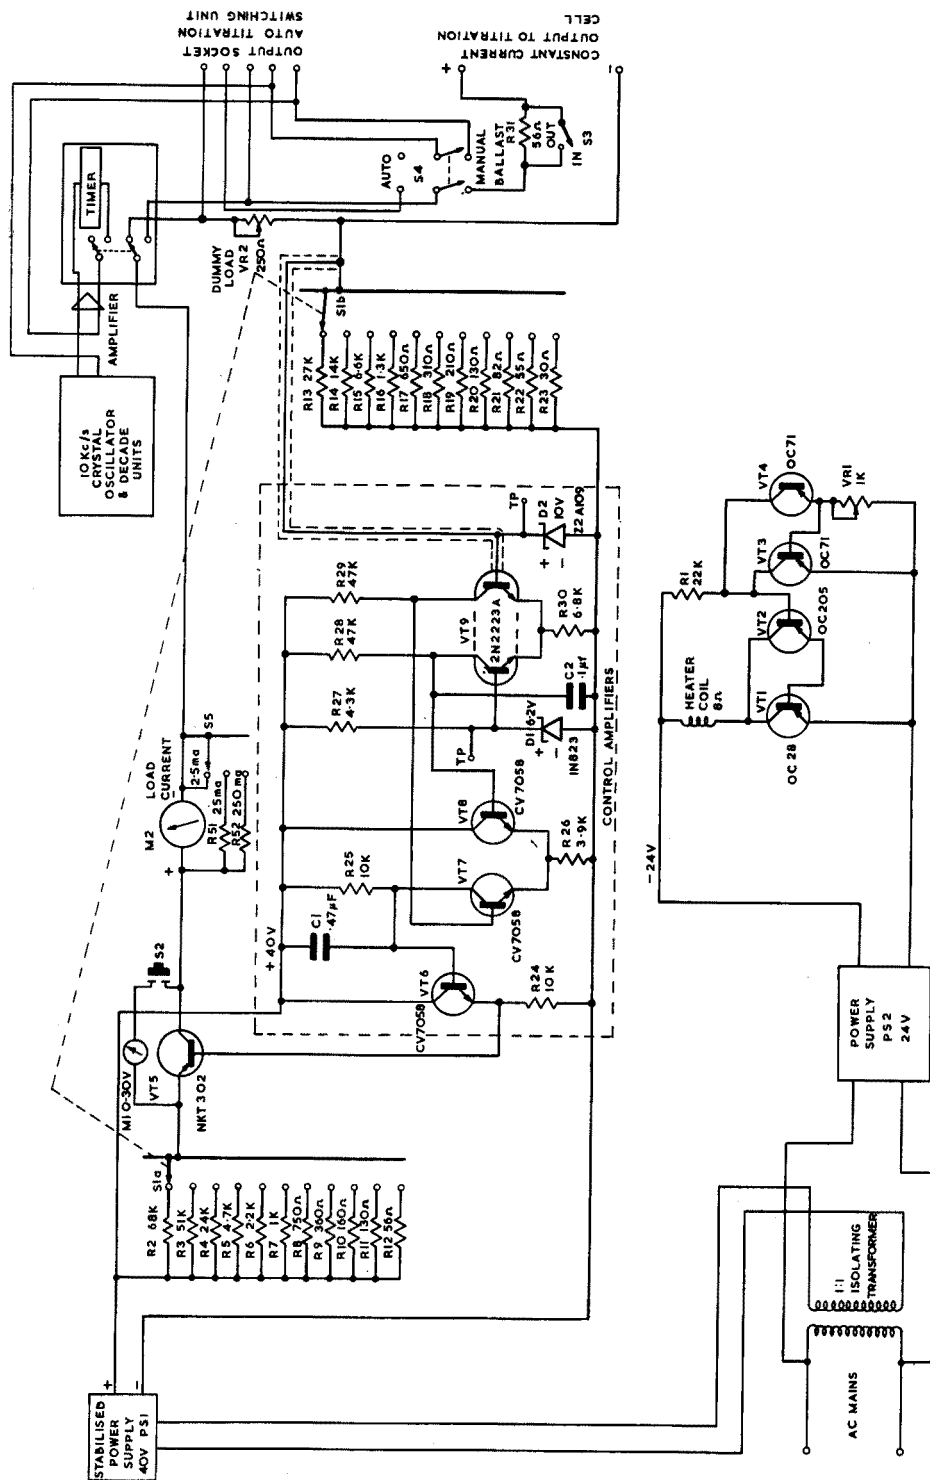 STABILISED
POWER
SUPPLY
40V PS1
+
-
R2 68K
R3 51K
R4 24K
R5 4·7K
R6 2·2K
R7 1K
R8 750Ω
R9 360Ω
R10 160Ω
R11 130Ω
R12 56Ω
S1a
M1 0-30V
VT5
NKT302
S2
M2
LOAD
CURRENT
+
-
2·5ma
R51 25ma
R52 250mg
S5
10Kc/s
CRYSTAL
OSCILLATOR
& DECADE
UNITS
AMPLIFIER
TIMER
OUTPUT SOCKET
AUTO TITRATION
SWITCHING UNIT
DUMMY
LOAD
VR2
250Ω
AUTO
S4
MANUAL
BALLAST
R31
56Ω
OUT
IN
S3
+
-
CONSTANT CURRENT
OUTPUT TO TITRATION
CELL
S1b
R13 27K
R14 14K
R15 6·6K
R16 1·3K
R17 650Ω
R18 310Ω
R19 210Ω
R20 130Ω
R21 82Ω
R22 55Ω
R23 30Ω
+40V
C1
·47µF
R25
10K
R27
4·3K
R28
47K
R29
47K
VT6
CV7058
VT7
CV7058
VT8
CV7058
VT9
2N2223A
R24
10K
R26
3·9K
TP
D1 6·2V
+
-
IN823
C2
·1µf
R30
6·8K
TP
D2
10V
+
-
Z2A109
CONTROL AMPLIFIERS
-24V
HEATER
COIL
8Ω
R1
22K
VT1
OC28
VT2
OC205
VT3
OC71
VT4
OC71
VR1
1K
POWER
SUPPLY
PS2
24V
1:1
ISOLATING
TRANSFORMER
AC MAINS